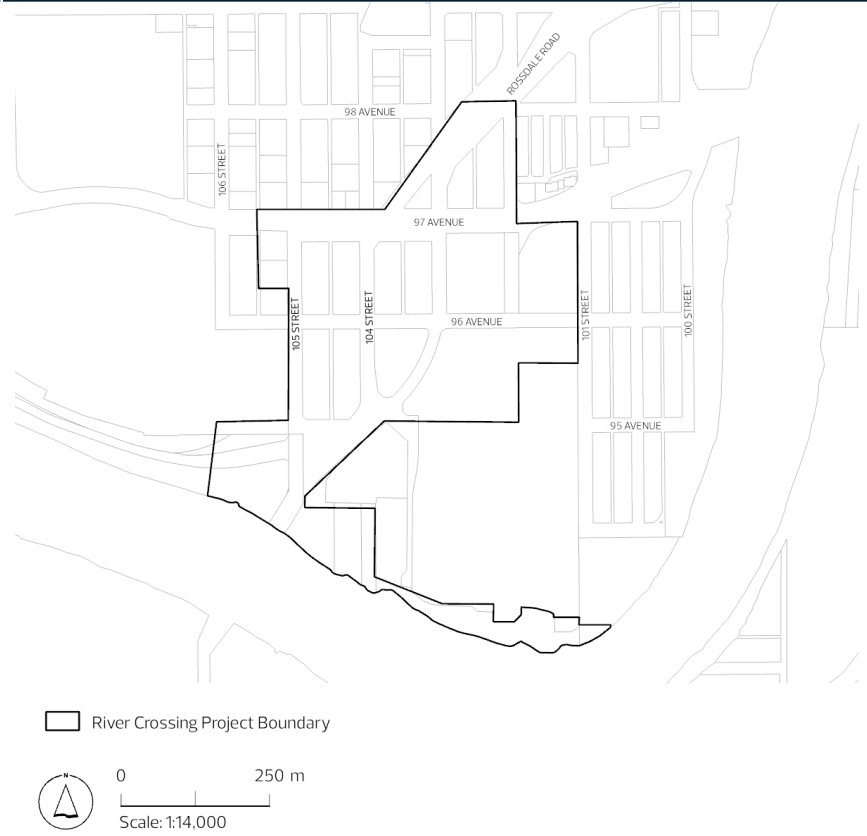 ROSSDALE ROAD
98 AVENUE
106 STREET
97 AVENUE
105 STREET
104 STREET
96 AVENUE
101 STREET
100 STREET
95 AVENUE
River Crossing Project Boundary
N
0 250 m
Scale: 1:14,000